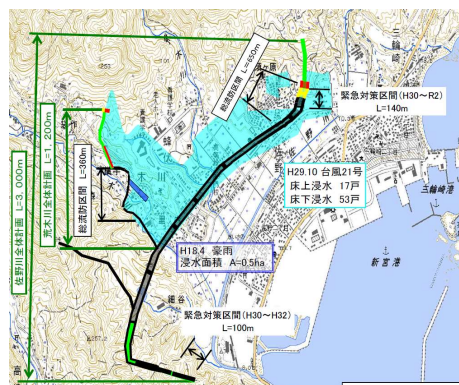 佐野川全体計画 L=3,000m
荒木川全体計画 L=1,200m
総流防区間 L=360m
総流防区間 L=650m
三輪崎
緊急対策区間(H30~R2)
L=140m
H29.10 台風21号
床上浸水 17戸
床下浸水 53戸
三輪崎港
新宮港
木川
H18.4 豪雨
浸水面積 A=0.5ha
細谷
緊急対策区間(H30~H32)
L=100m